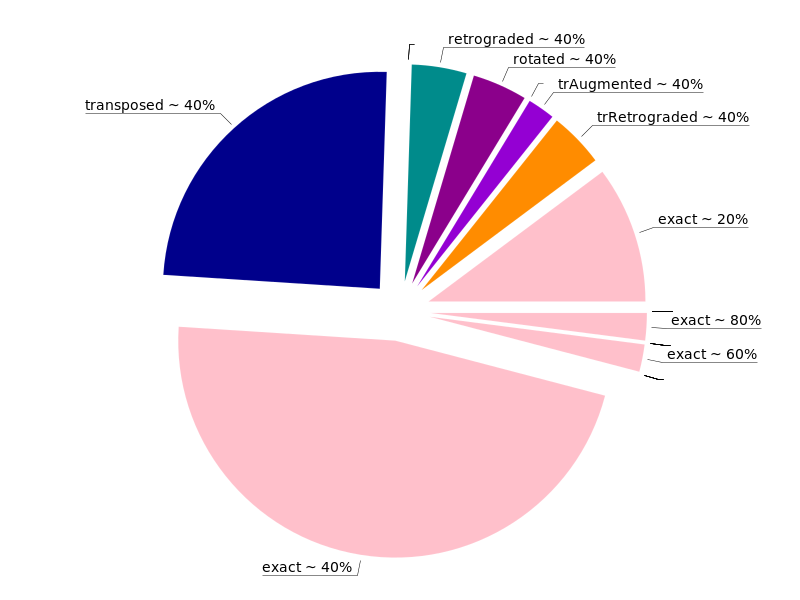 retrograded ~ 40%
rotated ~ 40%
trAugmented ~ 40%
transposed ~ 40%
trRetrograded ~ 40%
exact ~ 20%
exact ~ 80%
exact ~ 60%
exact ~ 40%